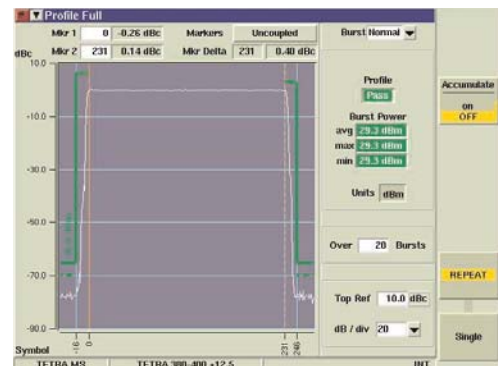 Profile Full
Mkr 1 0 -0.26 dBc Markers Uncoupled Burst Normal
dBc Mkr 2 231 0.14 dBc Mkr Delta 231 0.40 dBc
10.0
-10.0
-30.0
-50.0
-70.0
-90.0
Symbol
-16
0
231
246
Profile
Pass
Burst Power
avg 29.3 dBm
max 29.3 dBm
min 29.3 dBm
Units dBm
Over 20 Bursts
Top Ref 10.0 dBc
dB / div 20
Accumulate
on
OFF
REPEAT
Single
TETRA MS TETRA 380-400 +12.5 INT